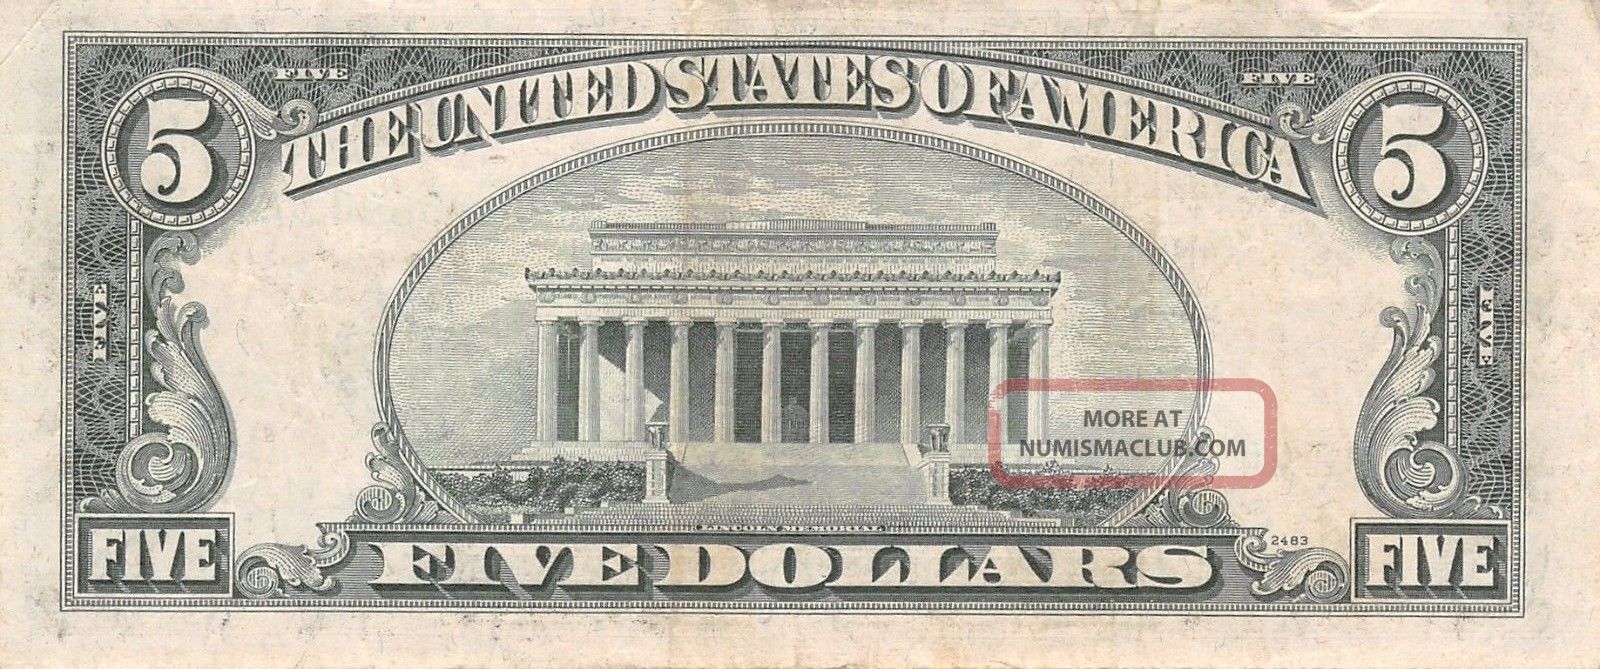 FIVE FIVE
5 THE UNITED STATES OF AMERICA 5
FIVE FIVE
MORE AT
NUMISMACLUB.COM
LINCOLN MEMORIAL
2483
FIVE FIVE DOLLARS FIVE